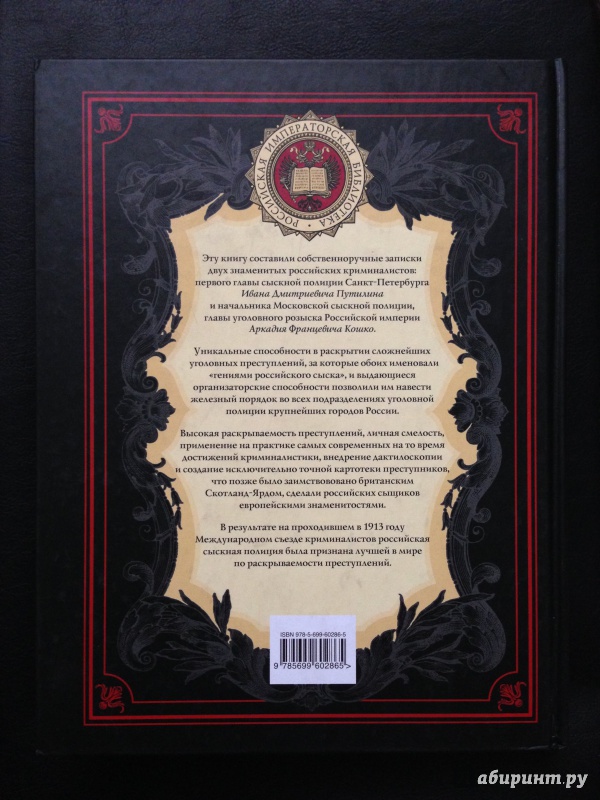 РОССИЙСКАЯ ИМПЕРАТОРСКАЯ БИБЛИОТЕКА
Эту книгу составили собственноручные записки
двух знаменитых российских криминалистов:
первого главы сыскной полиции Санкт-Петербурга
Ивана Дмитриевича Путилина
и начальника Московской сыскной полиции,
главы уголовного розыска Российской империи
Аркадия Францевича Кошко.
Уникальные способности в раскрытии сложнейших
уголовных преступлений, за которые обоих именовали
«гениями российского сыска», и выдающиеся
организаторские способности позволили им навести
железный порядок во всех подразделениях уголовной
полиции крупнейших городов России.
Высокая раскрываемость преступлений, личная смелость,
применение на практике самых современных на то время
достижений криминалистики, внедрение дактилоскопии
и создание исключительно точной картотеки преступников,
что позже было заимствовано британским
Скотланд-Ярдом, сделали российских сыщиков
европейскими знаменитостями.
В результате на проходившем в 1913 году
Международном съезде криминалистов российская
сыскная полиция была признана лучшей в мире
по раскрываемости преступлений.
ISBN 978-5-699-60286-5
9 785699 602865>
абиринт.ру